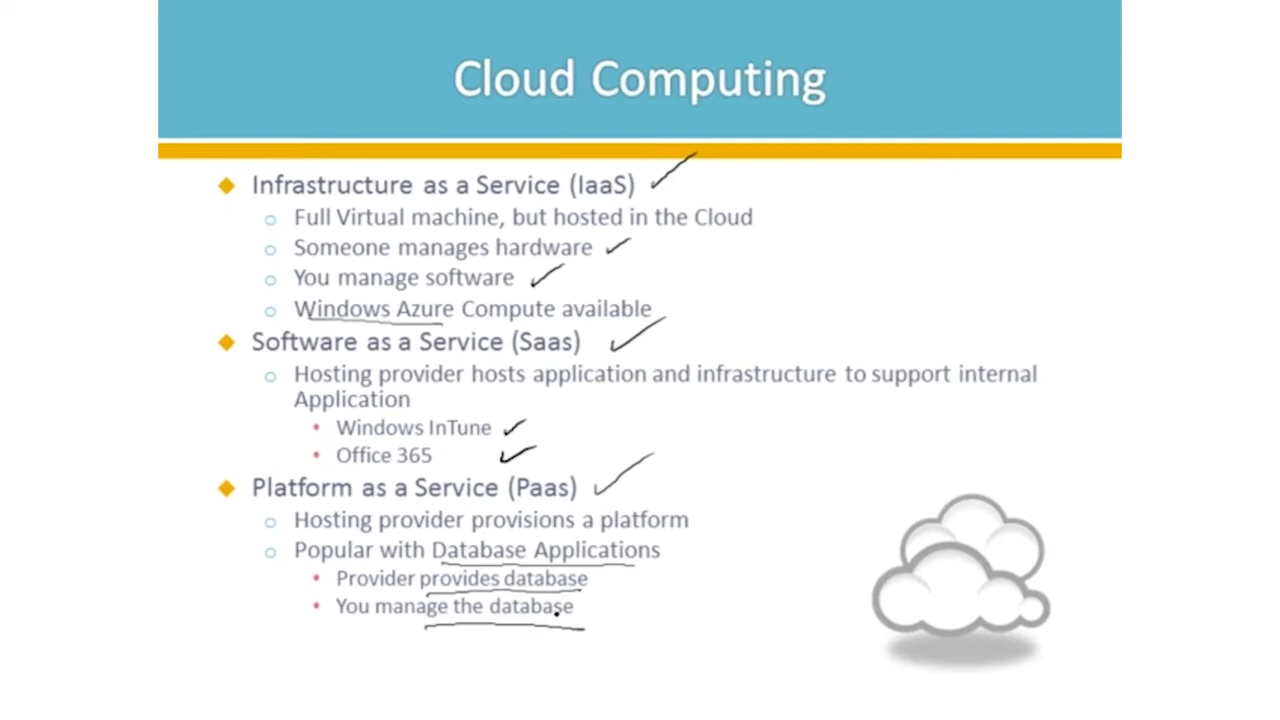 Cloud Computing
Infrastructure as a Service (IaaS)
Full Virtual machine, but hosted in the Cloud
Someone manages hardware
You manage software
Windows Azure Compute available
Software as a Service (Saas)
Hosting provider hosts application and infrastructure to support internal
Application
Windows InTune
Office 365
Platform as a Service (Paas)
Hosting provider provisions a platform
Popular with Database Applications
Provider provides database
You manage the database